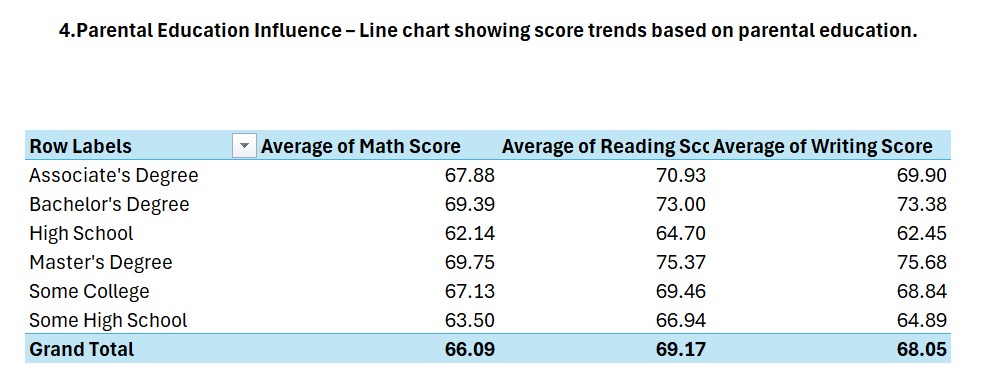 4.Parental Education Influence – Line chart showing score trends based on parental education.
Row Labels Average of Math Score Average of Reading Scc Average of Writing Score
Associate's Degree 67.88 70.93 69.90
Bachelor's Degree 69.39 73.00 73.38
High School 62.14 64.70 62.45
Master's Degree 69.75 75.37 75.68
Some College 67.13 69.46 68.84
Some High School 63.50 66.94 64.89
Grand Total 66.09 69.17 68.05